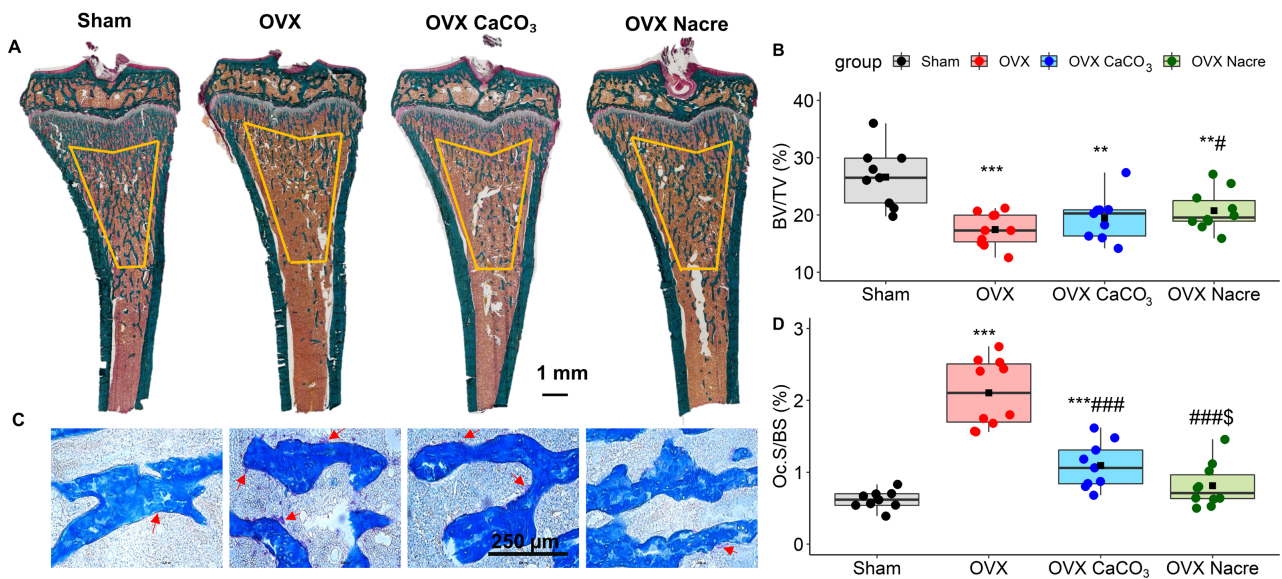 Sham OVX OVX CaCO₃ OVX Nacre
A
1 mm
B
group Sham OVX OVX CaCO₃ OVX Nacre
BV/TV (%)
40
30
20
10
***
**
**#
Sham OVX OVX CaCO₃ OVX Nacre
C
250 µm
D
Oc.S/BS (%)
3
2
1
0
***
***###
###$
Sham OVX OVX CaCO₃ OVX Nacre